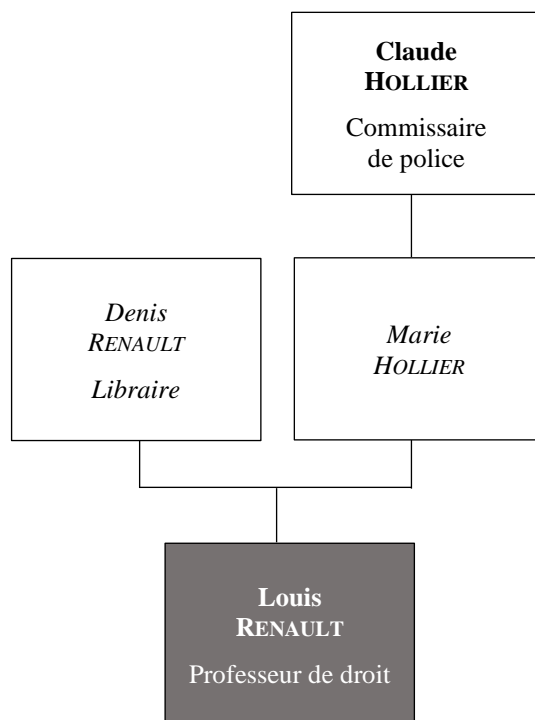 Claude
HOLLIER
Commissaire
de police
Denis
RENAULT
Libraire
Marie
HOLLIER
Louis
RENAULT
Professeur de droit